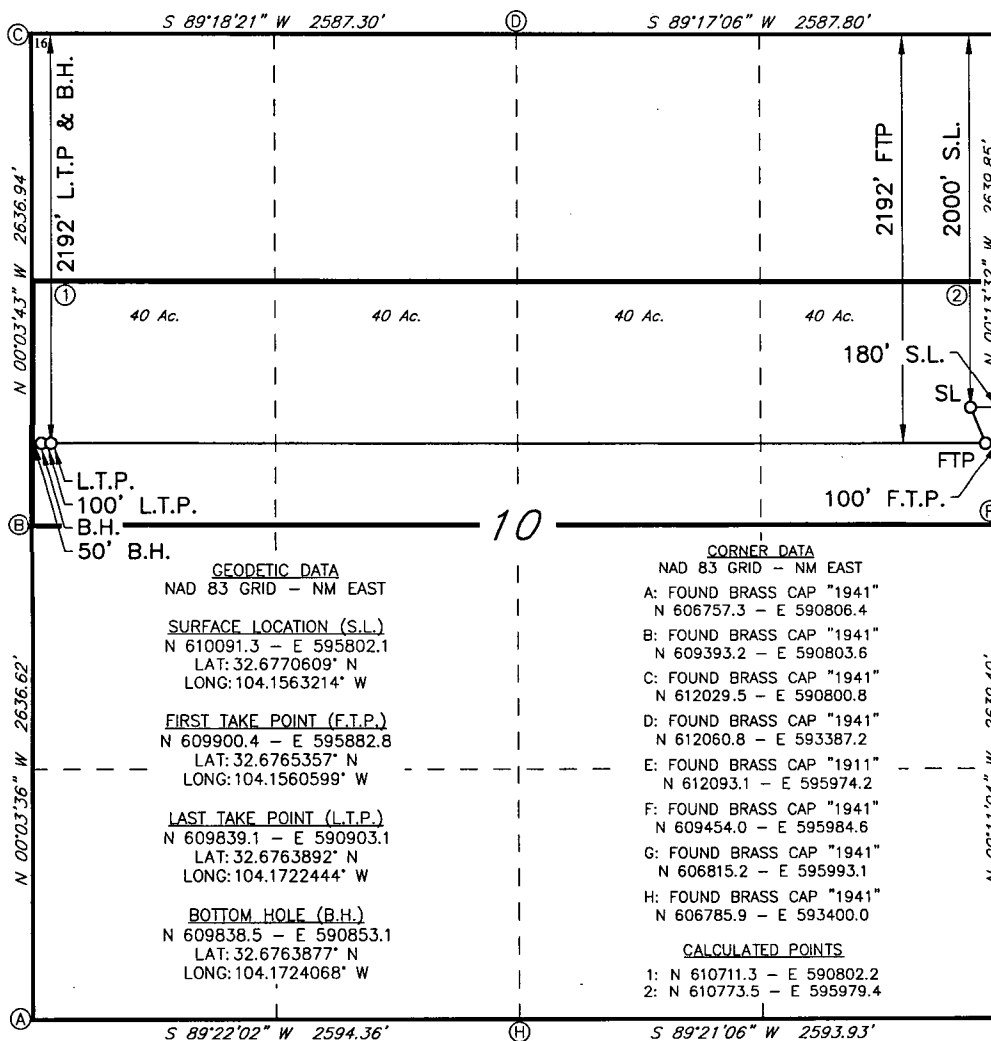 S 89°18'21" W 2587.30'
D
S 89°17'06" W 2587.80'
C
16
2192' L.T.P & B.H.
2192' FTP
2000' S.L.
N 00°03'43" W 2636.94'
N 00°13'32" W 2639.85'
1
2
40 Ac.
40 Ac.
40 Ac.
40 Ac.
180' S.L.
SL
FTP
100' F.T.P.
L.T.P.
100' L.T.P.
B.H.
50' B.H.
B
10
GEODETIC DATA
NAD 83 GRID – NM EAST
SURFACE LOCATION (S.L.)
N 610091.3 – E 595802.1
LAT: 32.6770609° N
LONG: 104.1563214° W
FIRST TAKE POINT (F.T.P.)
N 609900.4 – E 595882.8
LAT: 32.6765357° N
LONG: 104.1560599° W
LAST TAKE POINT (L.T.P.)
N 609839.1 – E 590903.1
LAT: 32.6763892° N
LONG: 104.1722444° W
BOTTOM HOLE (B.H.)
N 609838.5 – E 590853.1
LAT: 32.6763877° N
LONG: 104.1724068° W
CORNER DATA
NAD 83 GRID – NM EAST
A: FOUND BRASS CAP "1941"
N 606757.3 – E 590806.4
B: FOUND BRASS CAP "1941"
N 609393.2 – E 590803.6
C: FOUND BRASS CAP "1941"
N 612029.5 – E 590800.8
D: FOUND BRASS CAP "1941"
N 612060.8 – E 593387.2
E: FOUND BRASS CAP "1911"
N 612093.1 – E 595974.2
F: FOUND BRASS CAP "1941"
N 609454.0 – E 595984.6
G: FOUND BRASS CAP "1941"
N 606815.2 – E 595993.1
H: FOUND BRASS CAP "1941"
N 606785.9 – E 593400.0
CALCULATED POINTS
1: N 610711.3 – E 590802.2
2: N 610773.5 – E 595979.4
N 00°03'36" W 2636.62'
A
S 89°22'02" W 2594.36'
H
S 89°21'06" W 2593.93'